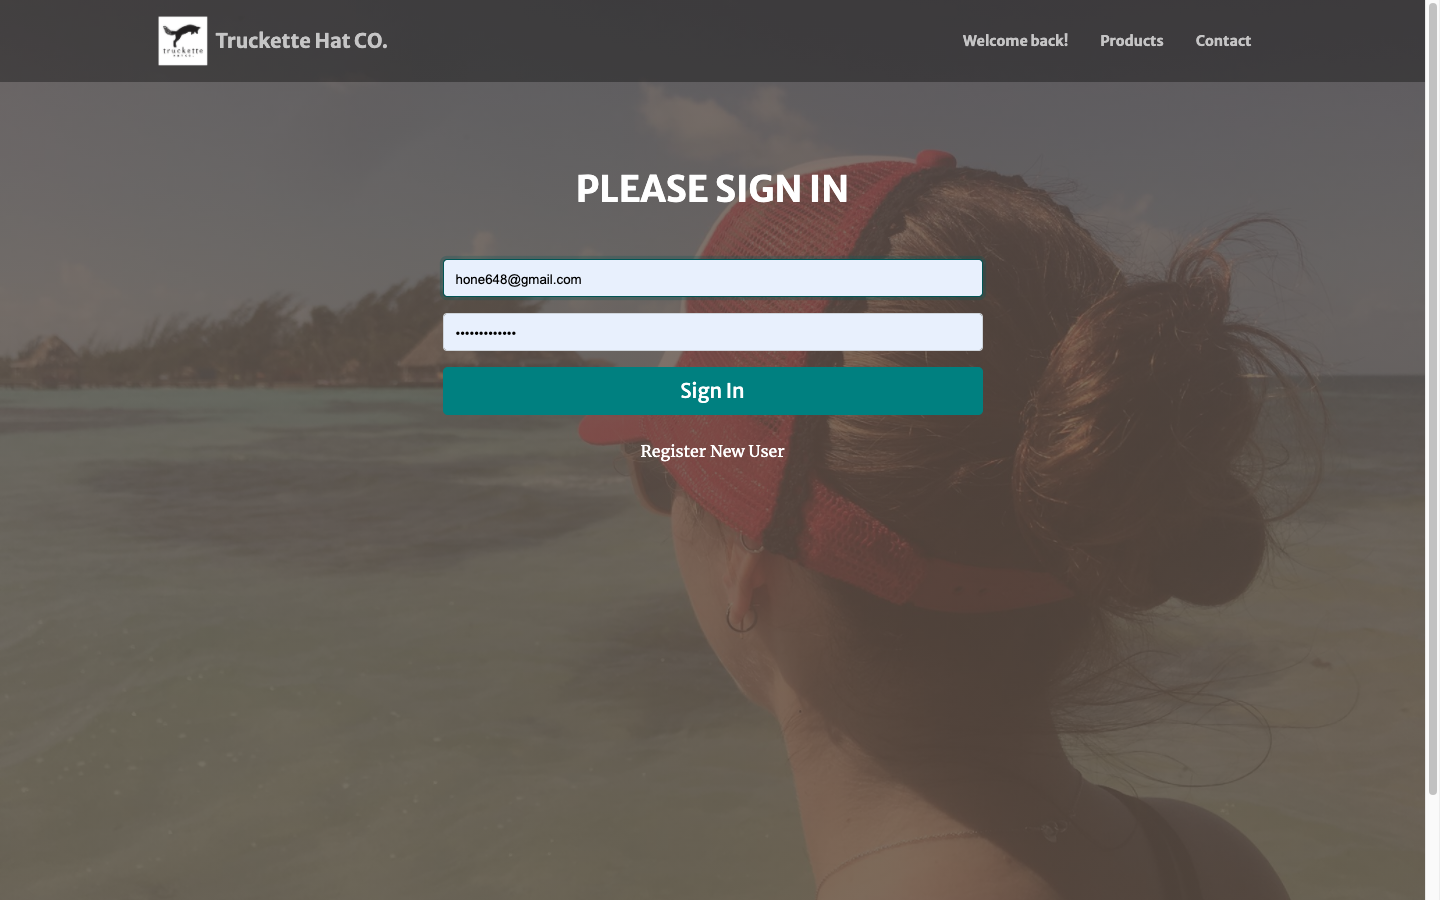 truckette
Truckette Hat CO.
Welcome back!
Products
Contact
PLEASE SIGN IN
hone648@gmail.com
•••••••••••••
Sign In
Register New User